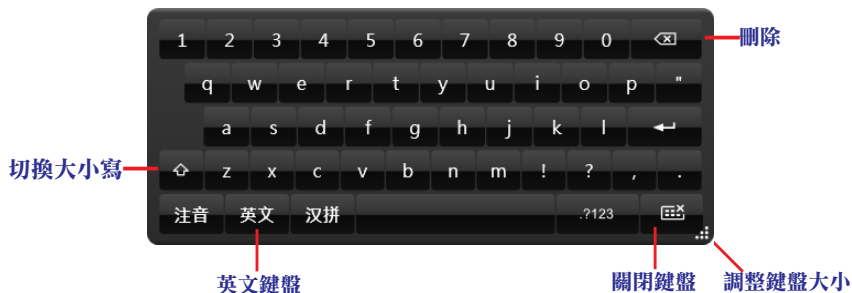 1 2 3 4 5 6 7 8 9 0
刪除
q w e r t y u i o p "
a s d f g h j k l
切換大小寫
z x c v b n m ! ? , .
注音 英文 汉拼 .?123
英文鍵盤
關閉鍵盤
調整鍵盤大小